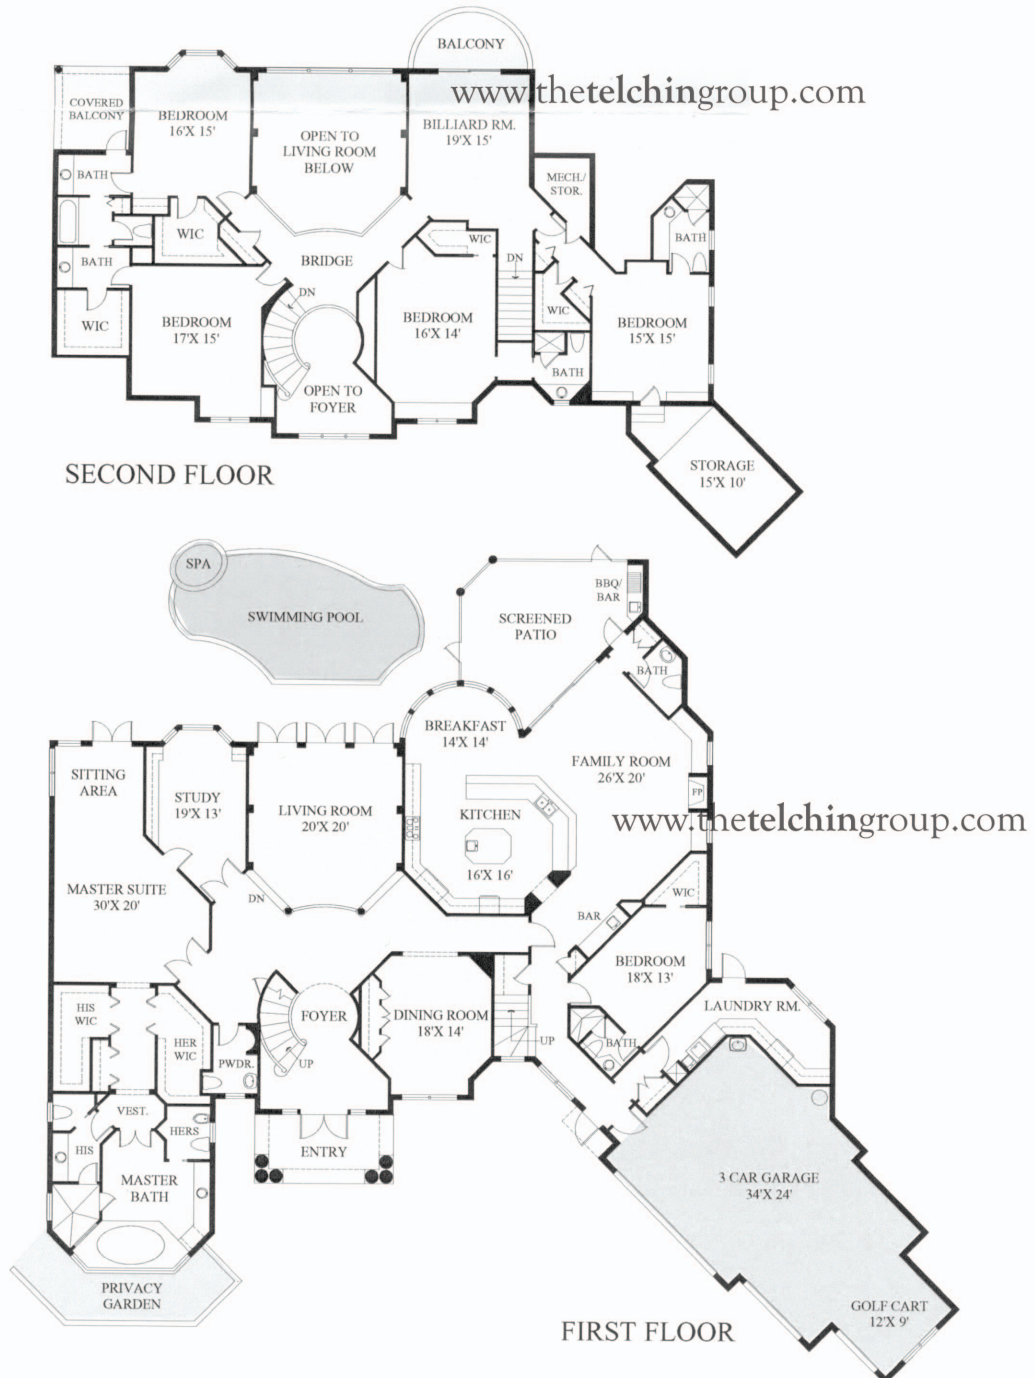 BALCONY
www.thetelchingroup.com
COVERED
BALCONY
BEDROOM
16'X 15'
OPEN TO
LIVING ROOM
BELOW
BILLIARD RM.
19'X 15'
BATH
MECH./
STOR.
WIC
BATH
WIC
BRIDGE
WIC
DN
BATH
DN
WIC
BEDROOM
17'X 15'
BEDROOM
16'X 14'
WIC
BEDROOM
15'X 15'
OPEN TO
FOYER
BATH
STORAGE
15'X 10'
SECOND FLOOR
SPA
SWIMMING POOL
SCREENED
PATIO
BBQ/
BAR
BATH
BREAKFAST
14'X 14'
FAMILY ROOM
26'X 20'
SITTING
AREA
STUDY
19'X 13'
LIVING ROOM
20'X 20'
KITCHEN
16'X 16'
FP
www.thetelchingroup.com
MASTER SUITE
30'X 20'
DN
WIC
BAR
BEDROOM
18'X 13'
HIS
WIC
HER
WIC
FOYER
UP
DINING ROOM
18'X 14'
UP
LAUNDRY RM.
BATH
PWDR.
VEST.
HIS
HERS
ENTRY
MASTER
BATH
3 CAR GARAGE
34'X 24'
PRIVACY
GARDEN
GOLF CART
12'X 9'
FIRST FLOOR